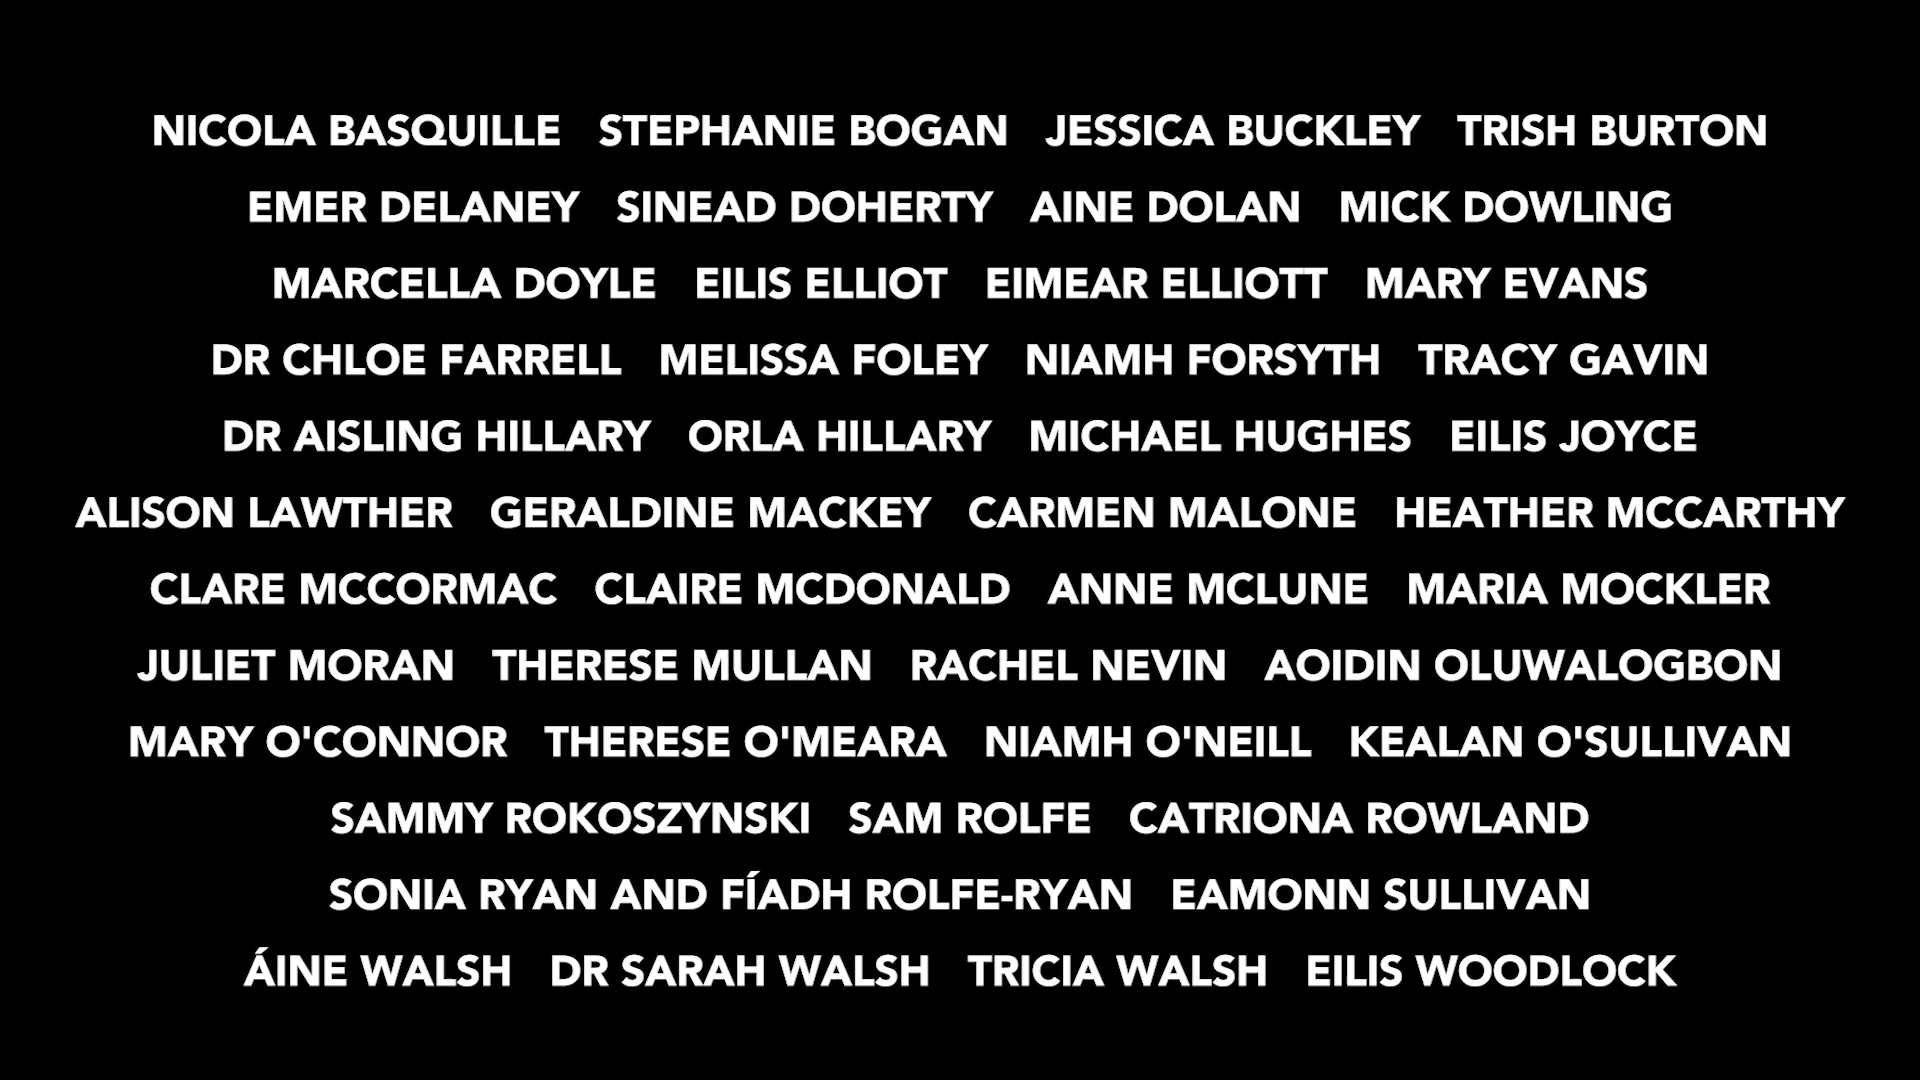 NICOLA BASQUILLE STEPHANIE BOGAN JESSICA BUCKLEY TRISH BURTON
EMER DELANEY SINEAD DOHERTY AINE DOLAN MICK DOWLING
MARCELLA DOYLE EILIS ELLIOT EIMEAR ELLIOTT MARY EVANS
DR CHLOE FARRELL MELISSA FOLEY NIAMH FORSYTH TRACY GAVIN
DR AISLING HILLARY ORLA HILLARY MICHAEL HUGHES EILIS JOYCE
ALISON LAWTHER GERALDINE MACKEY CARMEN MALONE HEATHER MCCARTHY
CLARE MCCORMAC CLAIRE MCDONALD ANNE MCLUNE MARIA MOCKLER
JULIET MORAN THERESE MULLAN RACHEL NEVIN AOIDIN OLUWALOGBON
MARY O'CONNOR THERESE O'MEARA NIAMH O'NEILL KEALAN O'SULLIVAN
SAMMY ROKOSZYNSKI SAM ROLFE CATRIONA ROWLAND
SONIA RYAN AND FÍADH ROLFE-RYAN EAMONN SULLIVAN
ÁINE WALSH DR SARAH WALSH TRICIA WALSH EILIS WOODLOCK